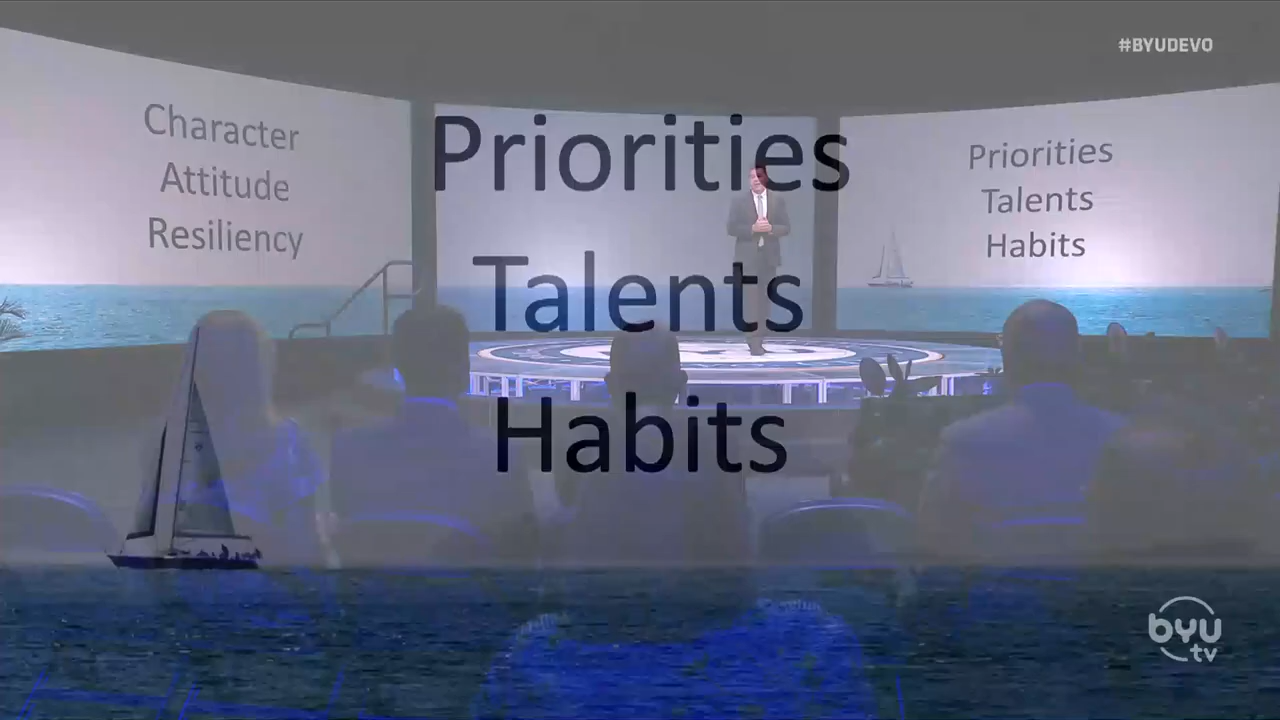 #BYUDEVO
Character
Attitude
Resiliency
Priorities
Talents
Habits
Priorities
Talents
Habits
byu
tv